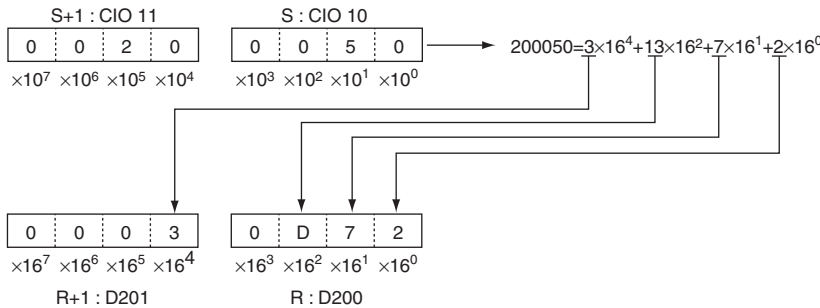 S+1 : CIO 11 S : CIO 10
0 0 2 0 0 0 5 0 200050=3×16⁴+13×16²+7×16¹+2×16⁰
×10⁷ ×10⁶ ×10⁵ ×10⁴ ×10³ ×10² ×10¹ ×10⁰
0 0 0 3 0 D 7 2
×16⁷ ×16⁶ ×16⁵ ×16⁴ ×16³ ×16² ×16¹ ×16⁰
R+1 : D201 R : D200